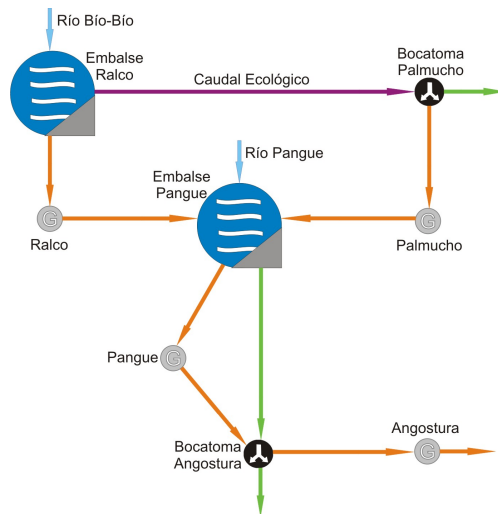 Río Bío-Bío
Embalse
Ralco
Caudal Ecológico
Bocatoma
Palmucho
Río Pangue
Embalse
Pangue
G
Ralco
G
Palmucho
Pangue
G
Bocatoma
Angostura
Angostura
G